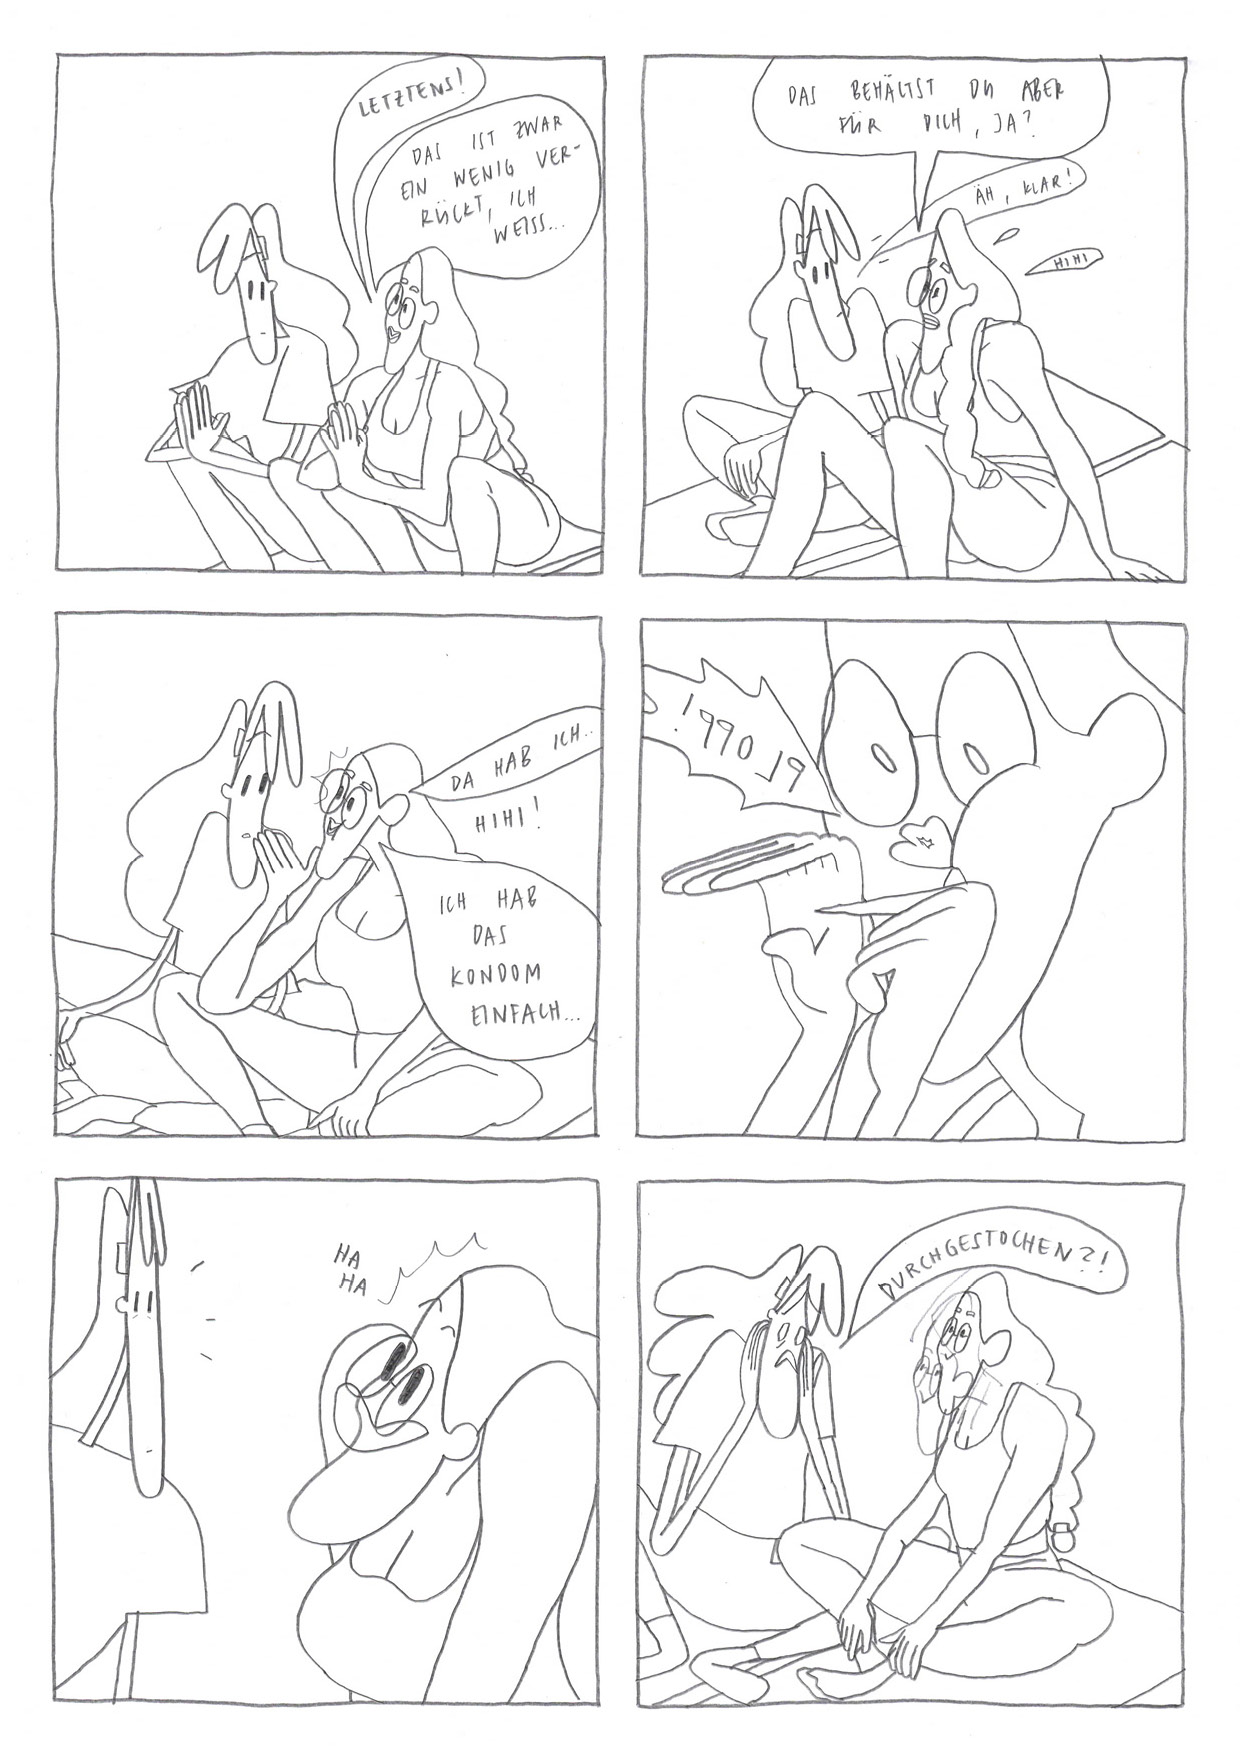 LETZTENS!
DAS IST ZWAR
EIN WENIG VER-
RÜCKT, ICH
WEISS...
DAS BEHÄLTST DU ABER
FÜR DICH, JA?
ÄH, KLAR!
HIHI
DA HAB ICH...
HIHI!
ICH HAB
DAS
KONDOM
EINFACH...
PLOPP!
HA
HA
DURCHGESTOCHEN?!